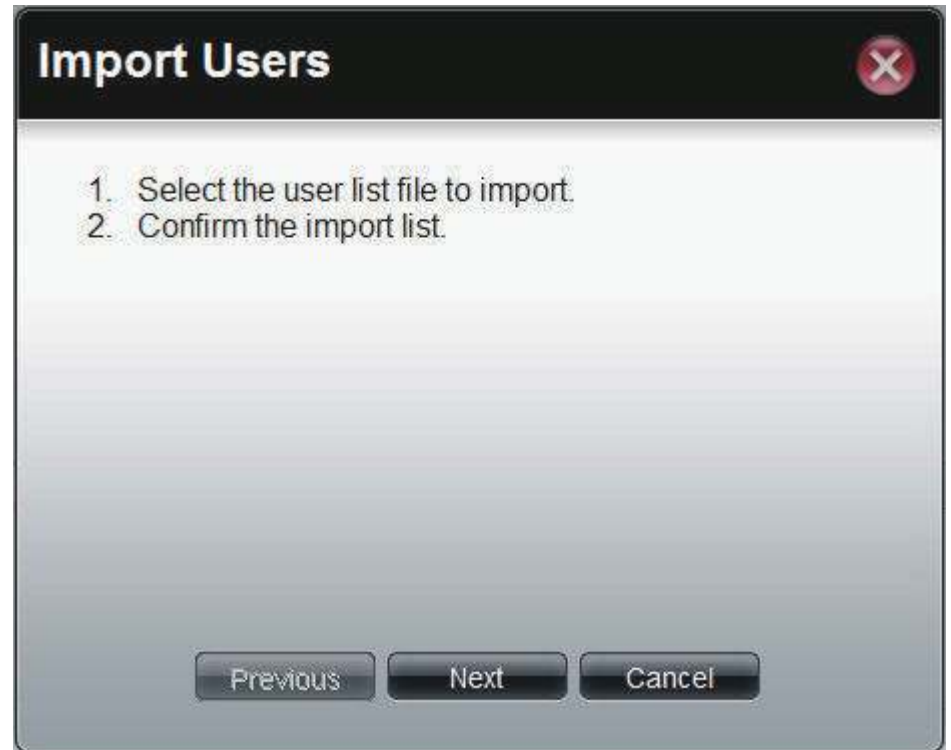 Import Users
1. Select the user list file to import.
2. Confirm the import list.
Previous Next Cancel